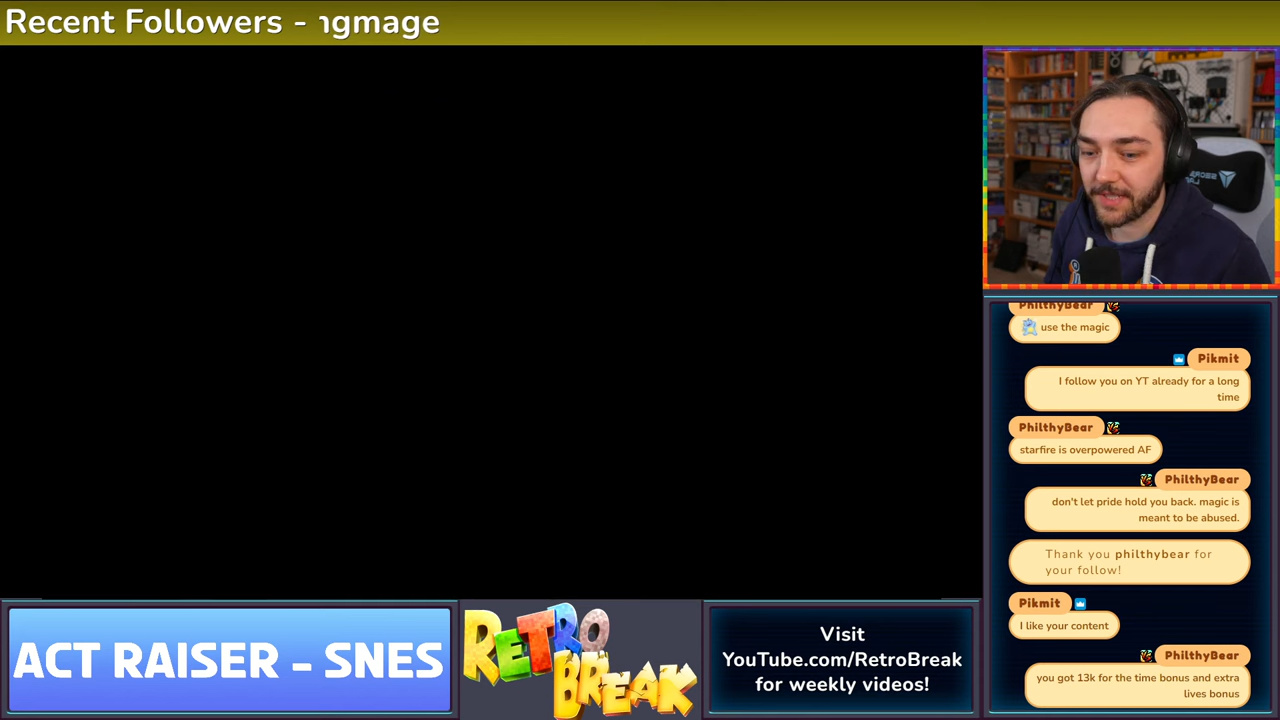 Recent Followers - ngmage
PhilthyBear
use the magic
Pikmit
I follow you on YT already for a long
time
PhilthyBear
starfire is overpowered AF
PhilthyBear
don't let pride hold you back. magic is
meant to be abused.
Thank you philthybear for
your follow!
Pikmit
I like your content
PhilthyBear
you got 13k for the time bonus and extra
lives bonus
ACT RAISER - SNES
RETRO
BREAK
Visit
YouTube.com/RetroBreak
for weekly videos!